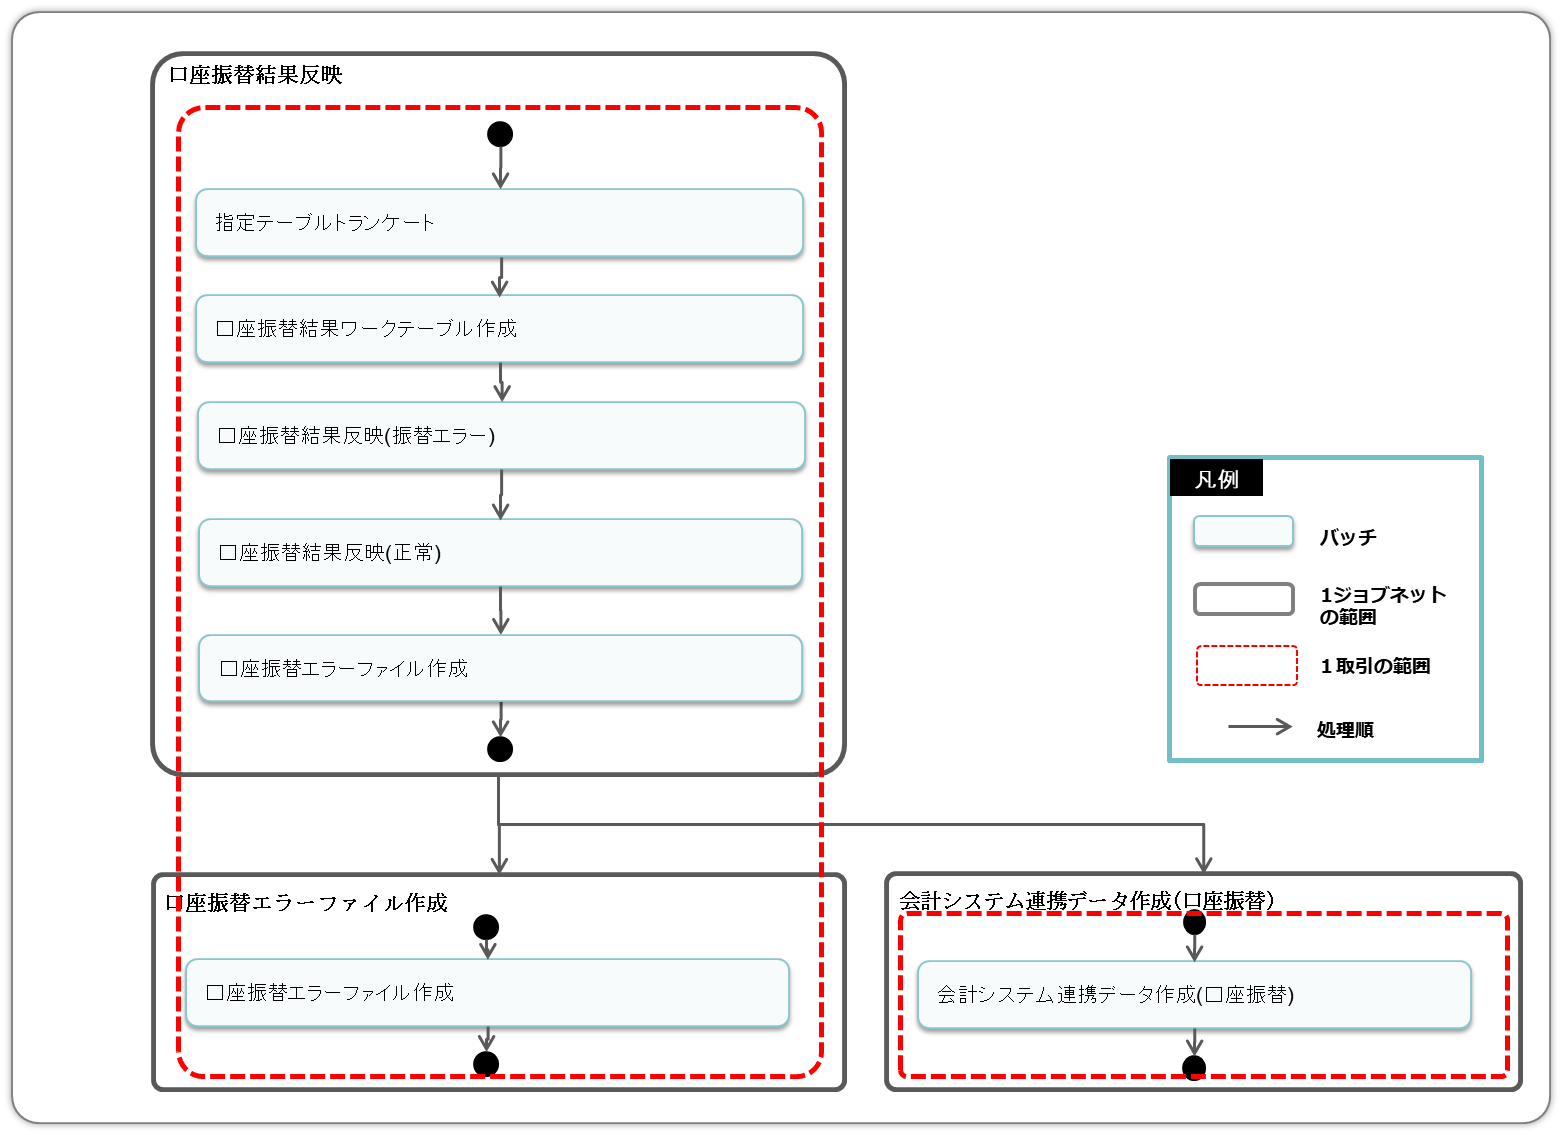 口座振替結果反映
指定テーブルトランケート
口座振替結果ワークテーブル作成
口座振替結果反映(振替エラー)
口座振替結果反映(正常)
口座振替エラーファイル作成
凡例
バッチ
1ジョブネット
の範囲
１取引の範囲
処理順
口座振替エラーファイル作成
口座振替エラーファイル作成
会計システム連携データ作成(口座振替)
会計システム連携データ作成(口座振替)